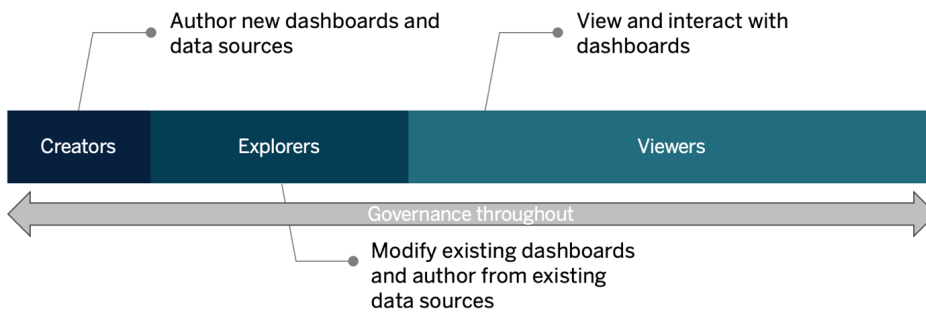 Author new dashboards and
data sources
View and interact with
dashboards
Creators
Explorers
Viewers
Governance throughout
Modify existing dashboards
and author from existing
data sources